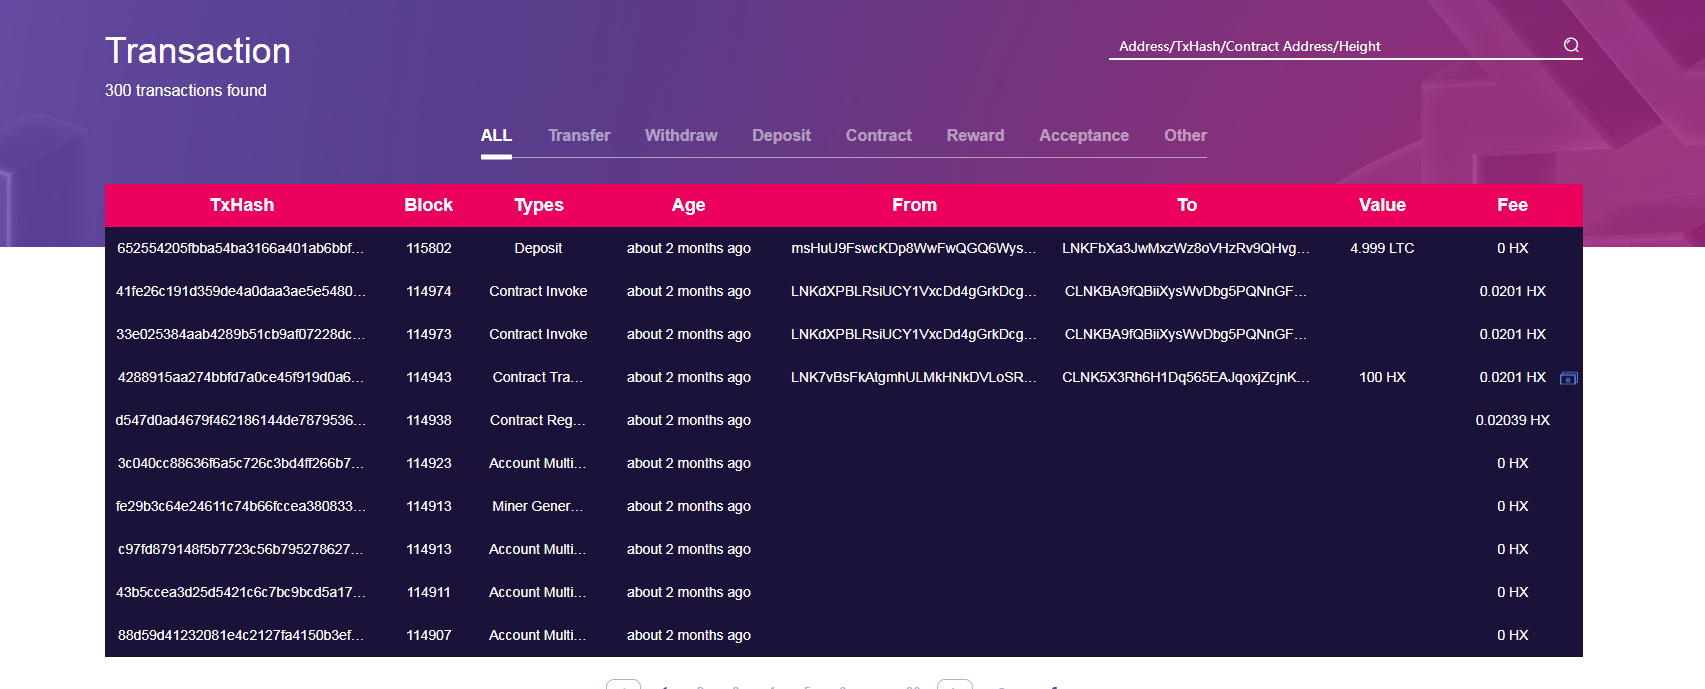 Transaction
Address/TxHash/Contract Address/Height
300 transactions found
ALL Transfer Withdraw Deposit Contract Reward Acceptance Other
TxHash Block Types Age From To Value Fee
652554205fbba54ba3166a401ab6bbf... 115802 Deposit about 2 months ago msHuU9FswcKDp8WwFwQGQ6Wys... LNKFbXa3JwMxzWz8oVHzRv9QHvg... 4.999 LTC 0 HX
41fe26c191d359de4a0daa3ae5e5480... 114974 Contract Invoke about 2 months ago LNKdXPBLRsiUCY1VxcDd4gGrkDcg... CLNKBA9fQBiiXysWvDbg5PQNnGF... 0.0201 HX
33e025384aab4289b51cb9af07228dc... 114973 Contract Invoke about 2 months ago LNKdXPBLRsiUCY1VxcDd4gGrkDcg... CLNKBA9fQBiiXysWvDbg5PQNnGF... 0.0201 HX
4288915aa274bbfd7a0ce45f919d0a6... 114943 Contract Tra... about 2 months ago LNK7vBsFkAtgmhULMkHNkDVLoSR... CLNK5X3Rh6H1Dq565EAJqoxjZcjnK... 100 HX 0.0201 HX
d547d0ad4679f462186144de7879536... 114938 Contract Reg... about 2 months ago 0.02039 HX
3c040cc88636f6a5c726c3bd4ff266b7... 114923 Account Multi... about 2 months ago 0 HX
fe29b3c64e24611c74b66fccea380833... 114913 Miner Gener... about 2 months ago 0 HX
c97fd879148f5b7723c56b795278627... 114913 Account Multi... about 2 months ago 0 HX
43b5ccea3d25d5421c6c7bc9bcd5a17... 114911 Account Multi... about 2 months ago 0 HX
88d59d41232081e4c2127fa4150b3ef... 114907 Account Multi... about 2 months ago 0 HX